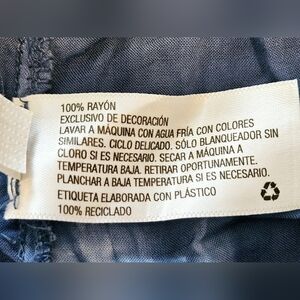 100% RAYÓN
EXCLUSIVO DE DECORACIÓN
LAVAR A MÁQUINA CON AGUA FRÍA CON COLORES
SIMILARES. CICLO DELICADO. SÓLO BLANQUEADOR SIN
CLORO SI ES NECESARIO. SECAR A MÁQUINA A
TEMPERATURA BAJA. RETIRAR OPORTUNAMENTE.
PLANCHAR A BAJA TEMPERATURA SI ES NECESARIO.
ETIQUETA ELABORADA CON PLÁSTICO
100% RECICLADO